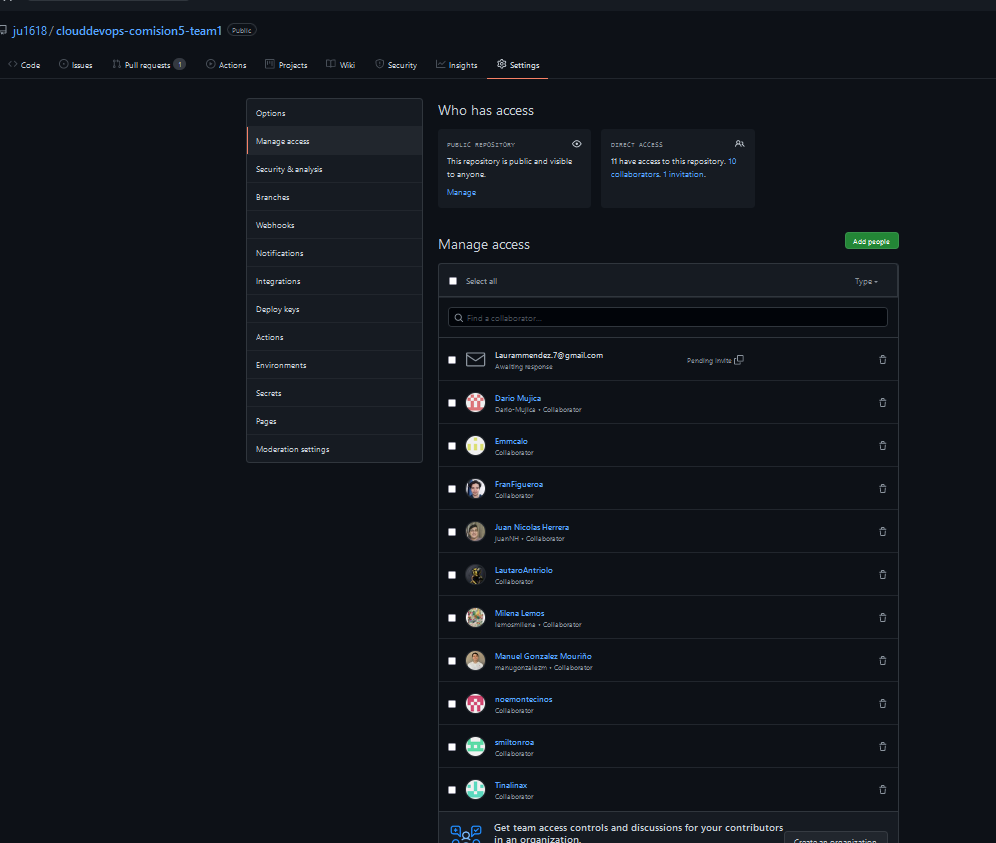 ju1618 / clouddevops-comision5-team1 Public
Code Issues Pull requests 1 Actions Projects Wiki Security Insights Settings
Options
Manage access
Security & analysis
Branches
Webhooks
Notifications
Integrations
Deploy keys
Actions
Environments
Secrets
Pages
Moderation settings
Who has access
PUBLIC REPOSITORY
This repository is public and visible
to anyone.
Manage
DIRECT ACCESS
11 have access to this repository. 10
collaborators. 1 invitation.
Manage access
Add people
Select all
Type
Find a collaborator...
Laurammendez.7@gmail.com
Awaiting response
Pending Invite
Dario Mujica
Dario-Mujica • Collaborator
Emmcalo
Collaborator
FranFigueroa
Collaborator
Juan Nicolas Herrera
JuanNH • Collaborator
LautaroAntriolo
Collaborator
Milena Lemos
lemosmilena • Collaborator
Manuel Gonzalez Mouriño
manugonzalezm • Collaborator
noemontecinos
Collaborator
smiltonroa
Collaborator
Tinalinax
Collaborator
Get team access controls and discussions for your contributors
in an organization.
Create an organization